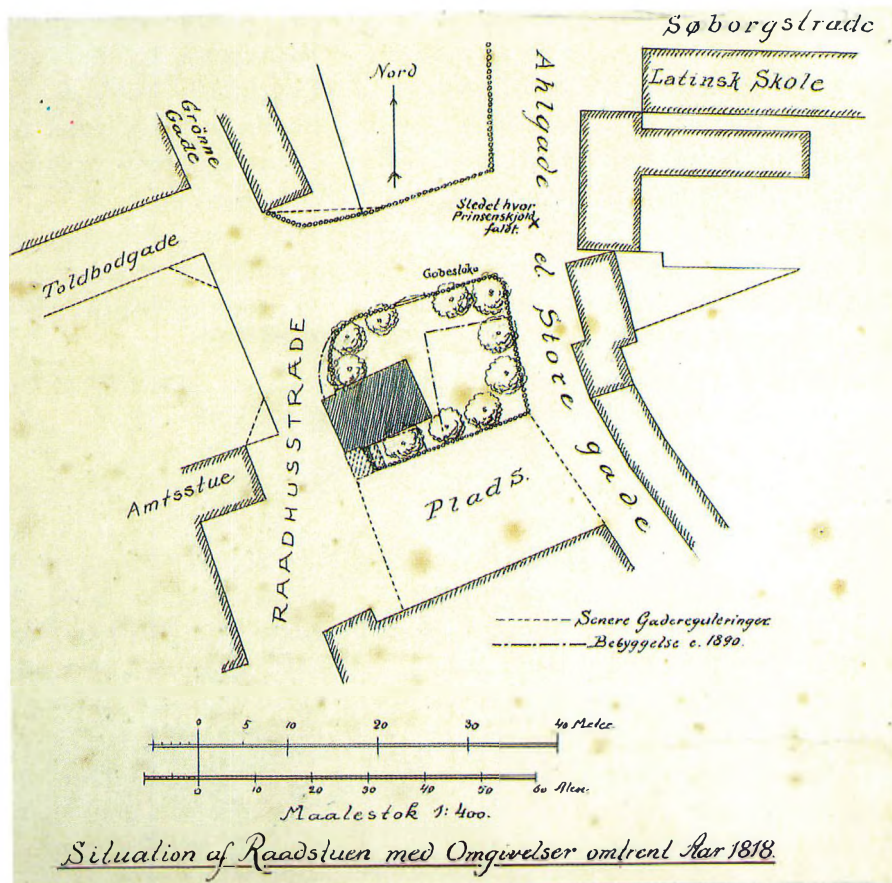 Søborgstræde
Latinsk Skole
Nord
Grönne
Gade
Ahlgade el. Store gade
Stedet hvor
Prinsenskjold
faldt.
x
Toldbodgade
RAADHUSSTRÆDE
Amtsstue
Plads.
Senere Gadereguleringer
Bebyggelse c. 1890.
0 5 10 20 30 40 Meter.
0 10 20 30 40 50 60 Alen.
Maalestok 1:400.
Situation af Raadstuen med Omgivelser omtrent Aar 1818.